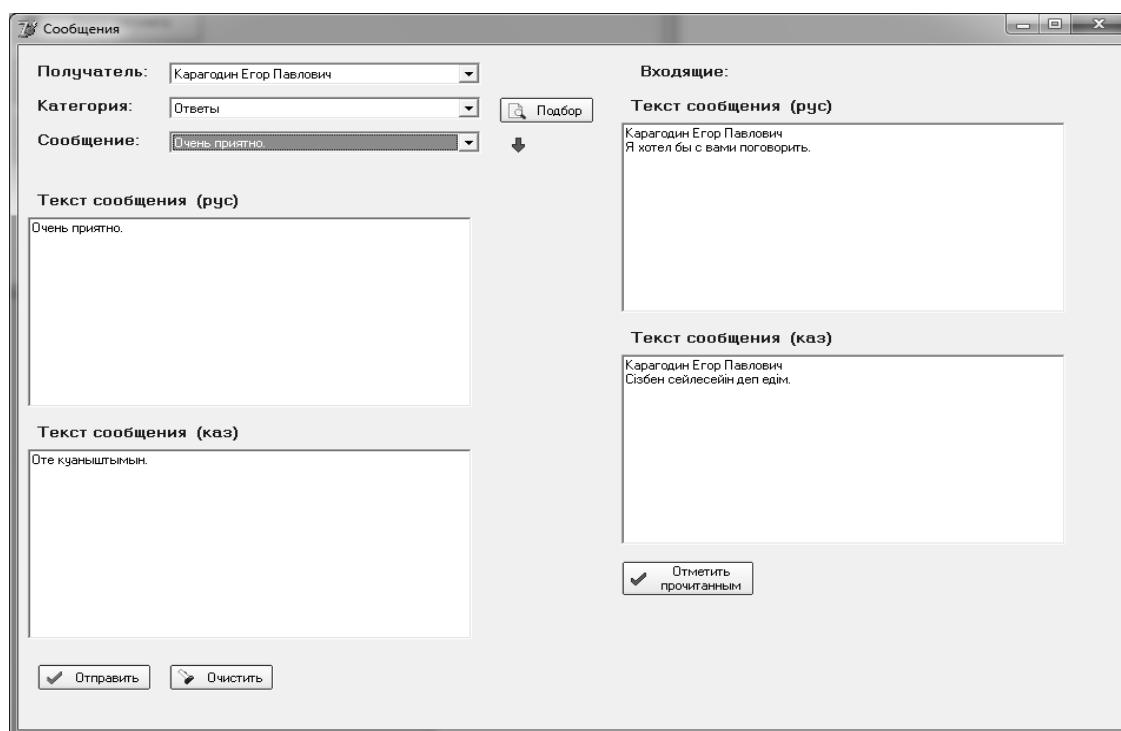 Сообщения
Получатель: Карагодин Егор Павлович
Категория: Ответы
Подбор
Сообщение: Очень приятно.
Текст сообщения (рус)
Очень приятно.
Текст сообщения (каз)
Оте куаныштымын.
Отправить
Очистить
Входящие:
Текст сообщения (рус)
Карагодин Егор Павлович
Я хотел бы с вами поговорить.
Текст сообщения (каз)
Карагодин Егор Павлович
Сізбен сейлесейін деп едім.
Отметить
прочитанным